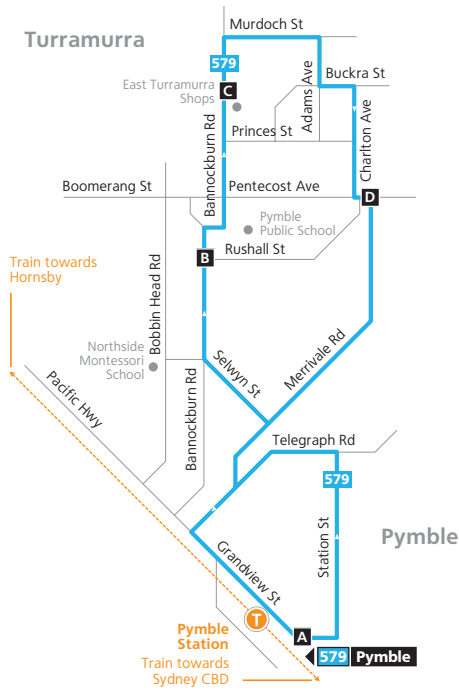 Murdoch St
Turramurra
579
Buckra St
East Turramurra
Shops
C
Adams Ave
Charlton Ave
Princes St
Bannockburn Rd
Boomerang St
Pentecost Ave
D
Pymble
Public School
Rushall St
B
Train towards
Hornsby
Bobbin Head Rd
Merrivale Rd
Northside
Montessori
School
Selwyn St
Pacific Hwy
Bannockburn Rd
Telegraph Rd
579
Station St
Pymble
Grandview St
T
A
Pymble
Station
579 Pymble
Train towards
Sydney CBD